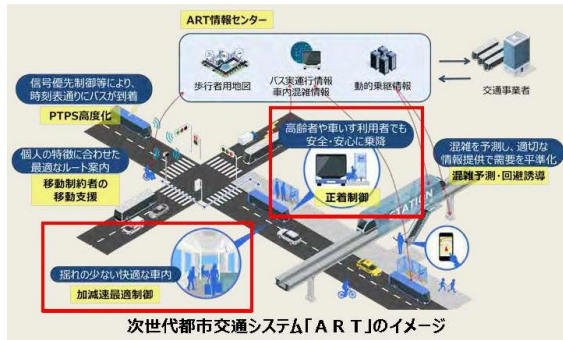 ART情報センター
歩行者用地図
バス実運行情報
車内混雑情報
動的乗継情報
交通事業者
信号優先制御等により、
時刻表通りにバスが到着
PTPS高度化
高齢者や車いす利用者でも
安全・安心に乗降
正着制御
混雑を予測し、適切な
情報提供で需要を平準化
混雑予測・回避誘導
個人の特徴に合わせた
最適なルート案内
移動制約者の
移動支援
STATION
揺れの少ない快適な車内
加減速最適制御
次世代都市交通システム「ART」のイメージ